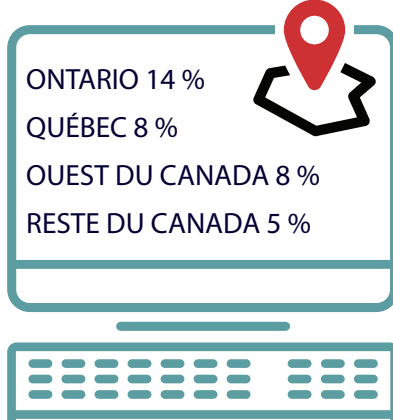 ONTARIO 14 %
QUÉBEC 8 %
OUEST DU CANADA 8 %
RESTE DU CANADA 5 %